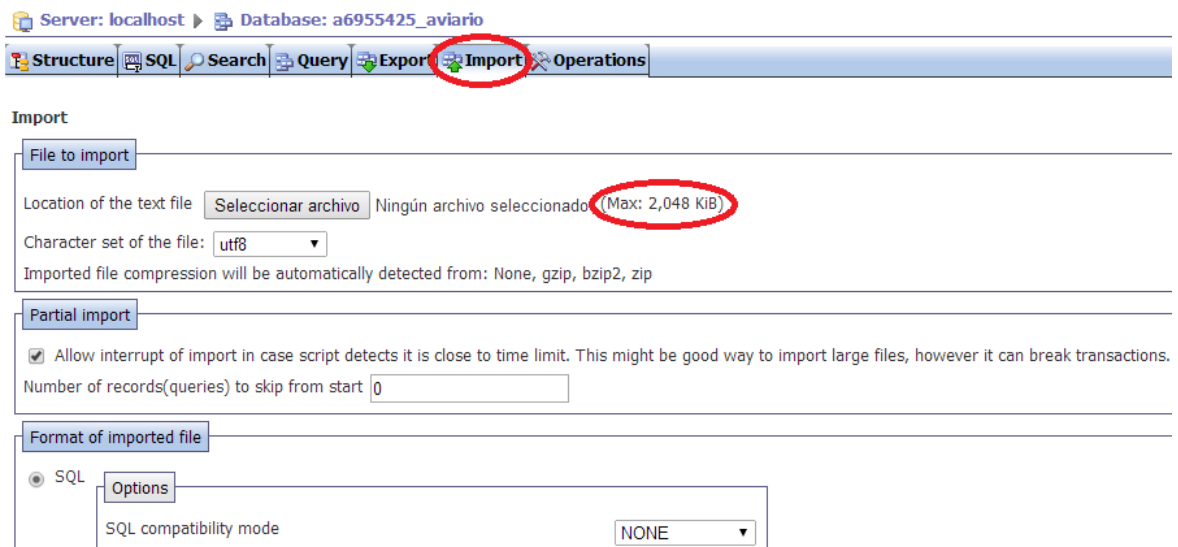 Server: localhost ▶ Database: a6955425_aviario
Structure SQL Search Query Export Import Operations
Import
File to import
Location of the text file Seleccionar archivo Ningún archivo seleccionado (Max: 2,048 KiB)
Character set of the file: utf8
Imported file compression will be automatically detected from: None, gzip, bzip2, zip
Partial import
Allow interrupt of import in case script detects it is close to time limit. This might be good way to import large files, however it can break transactions.
Number of records(queries) to skip from start 0
Format of imported file
SQL
Options
SQL compatibility mode NONE